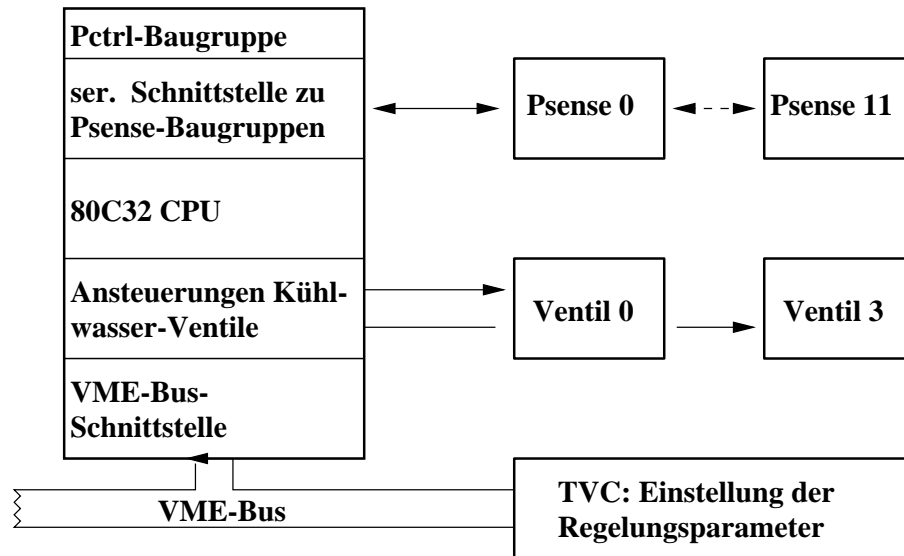 Pctrl-Baugruppe
ser. Schnittstelle zu
Psense-Baugruppen
Psense 0
Psense 11
80C32 CPU
Ansteuerungen Kühl-
wasser-Ventile
Ventil 0
Ventil 3
VME-Bus-
Schnittstelle
VME-Bus
TVC: Einstellung der
Regelungsparameter